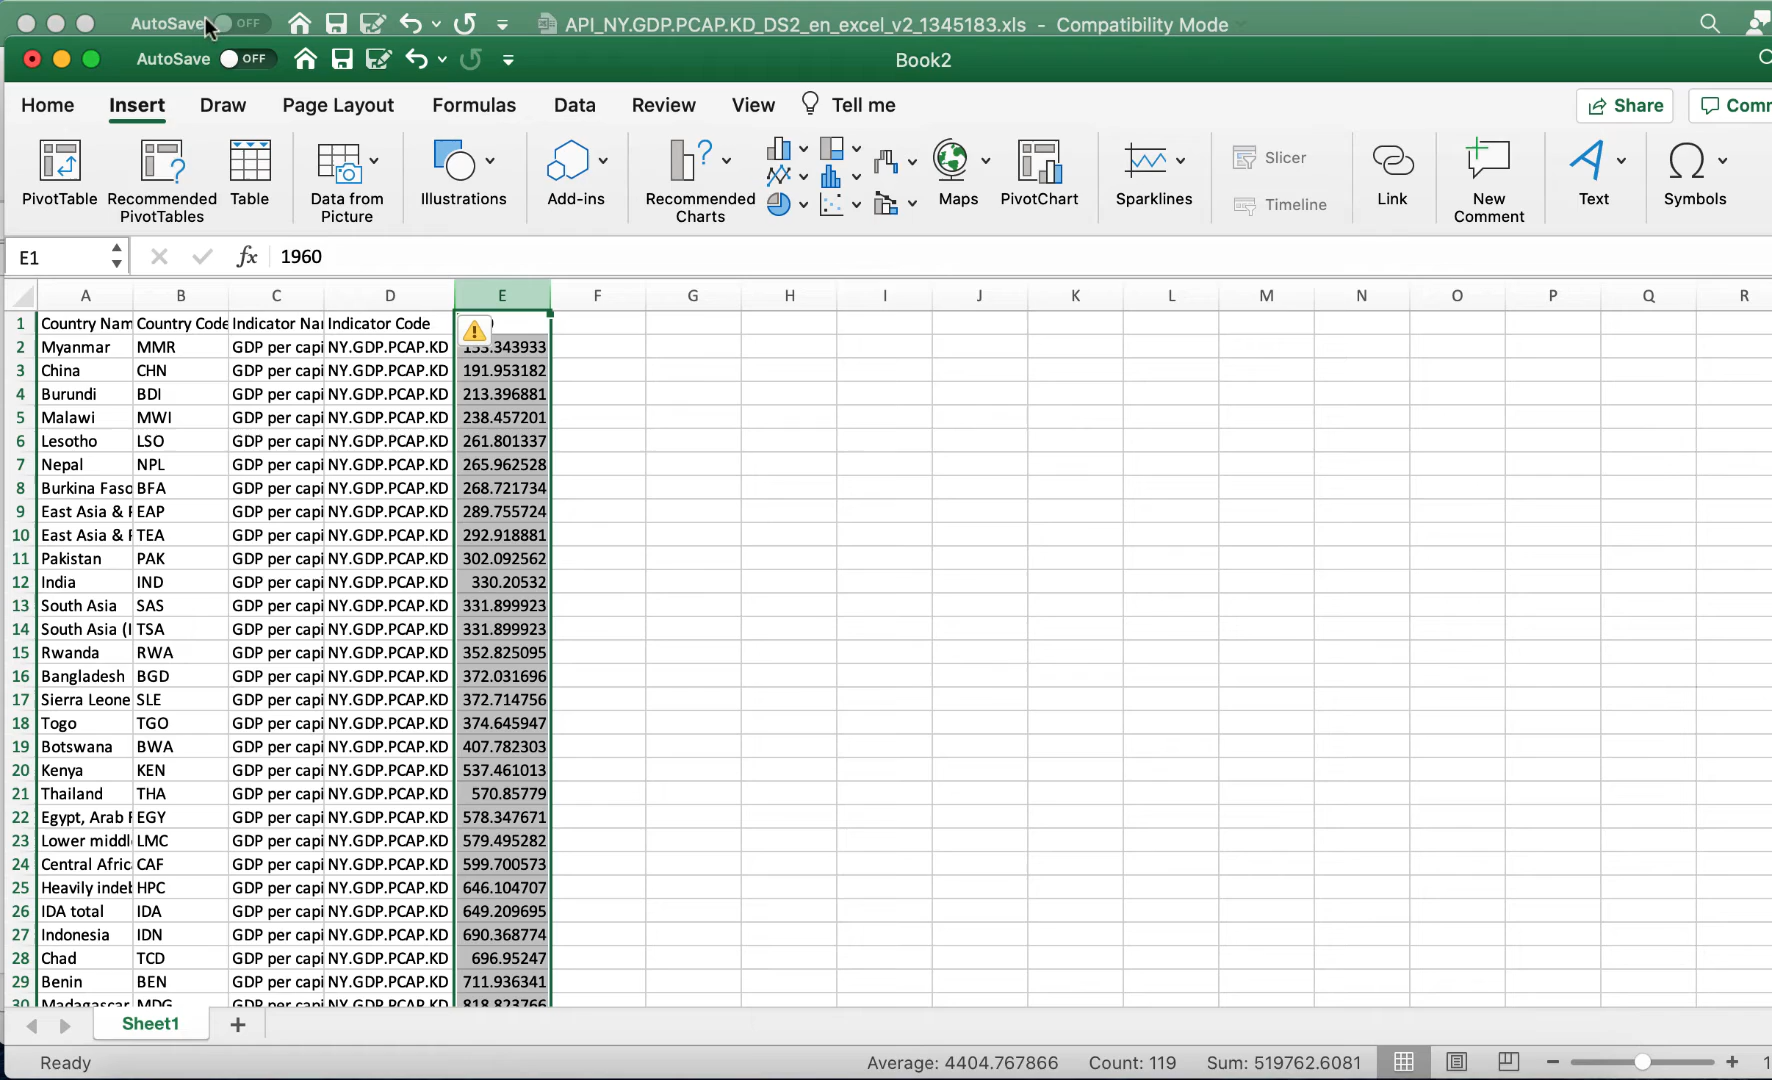 AutoSave OFF API_NY.GDP.PCAP.KD_DS2_en_excel_v2_1345183.xls - Compatibility Mode
AutoSave OFF Book2
Home Insert Draw Page Layout Formulas Data Review View Tell me Share
PivotTable Recommended PivotTables Table Data from Picture Illustrations Add-ins Recommended Charts Maps PivotChart Sparklines Slicer Timeline Link New Comment Text Symbols
E1 fx 1960
A B C D E F G H I J K L M N O P Q R
1 Country Nam Country Code Indicator Nai Indicator Code
2 Myanmar MMR GDP per capi NY.GDP.PCAP.KD 153.343933
3 China CHN GDP per capi NY.GDP.PCAP.KD 191.953182
4 Burundi BDI GDP per capi NY.GDP.PCAP.KD 213.396881
5 Malawi MWI GDP per capi NY.GDP.PCAP.KD 238.457201
6 Lesotho LSO GDP per capi NY.GDP.PCAP.KD 261.801337
7 Nepal NPL GDP per capi NY.GDP.PCAP.KD 265.962528
8 Burkina Faso BFA GDP per capi NY.GDP.PCAP.KD 268.721734
9 East Asia & EAP GDP per capi NY.GDP.PCAP.KD 289.755724
10 East Asia & TEA GDP per capi NY.GDP.PCAP.KD 292.918881
11 Pakistan PAK GDP per capi NY.GDP.PCAP.KD 302.092562
12 India IND GDP per capi NY.GDP.PCAP.KD 330.20532
13 South Asia SAS GDP per capi NY.GDP.PCAP.KD 331.899923
14 South Asia (I TSA GDP per capi NY.GDP.PCAP.KD 331.899923
15 Rwanda RWA GDP per capi NY.GDP.PCAP.KD 352.825095
16 Bangladesh BGD GDP per capi NY.GDP.PCAP.KD 372.031696
17 Sierra Leone SLE GDP per capi NY.GDP.PCAP.KD 372.714756
18 Togo TGO GDP per capi NY.GDP.PCAP.KD 374.645947
19 Botswana BWA GDP per capi NY.GDP.PCAP.KD 407.782303
20 Kenya KEN GDP per capi NY.GDP.PCAP.KD 537.461013
21 Thailand THA GDP per capi NY.GDP.PCAP.KD 570.85779
22 Egypt, Arab EGY GDP per capi NY.GDP.PCAP.KD 578.347671
23 Lower middl LMC GDP per capi NY.GDP.PCAP.KD 579.495282
24 Central Afric CAF GDP per capi NY.GDP.PCAP.KD 599.700573
25 Heavily indeb HPC GDP per capi NY.GDP.PCAP.KD 646.104707
26 IDA total IDA GDP per capi NY.GDP.PCAP.KD 649.209695
27 Indonesia IDN GDP per capi NY.GDP.PCAP.KD 690.368774
28 Chad TCD GDP per capi NY.GDP.PCAP.KD 696.95247
29 Benin BEN GDP per capi NY.GDP.PCAP.KD 711.936341
30 Madagascar MDG GDP per capi NY.GDP.PCAP.KD 818.823766
Sheet1
Ready Average: 4404.767866 Count: 119 Sum: 519762.6081